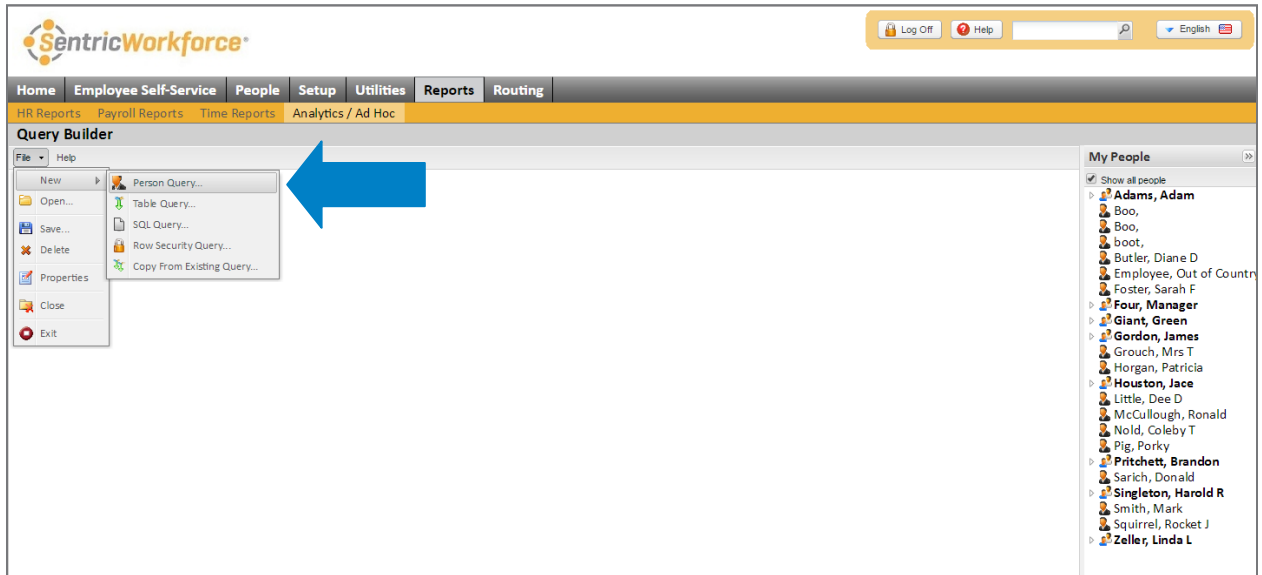 SentricWorkforce
Log Off Help English
Home Employee Self-Service People Setup Utilities Reports Routing
HR Reports Payroll Reports Time Reports Analytics / Ad Hoc
Query Builder
File Help
New
Open...
Save...
Delete
Properties
Close
Exit
Person Query...
Table Query...
SQL Query...
Row Security Query...
Copy From Existing Query...
My People
Show all people
Adams, Adam
Boo,
Boo,
boot,
Butler, Diane D
Employee, Out of Country
Foster, Sarah F
Four, Manager
Giant, Green
Gordon, James
Grouch, Mrs T
Horgan, Patricia
Houston, Jace
Little, Dee D
McCullough, Ronald
Nold, Coleby T
Pig, Porky
Pritchett, Brandon
Sarich, Donald
Singleton, Harold R
Smith, Mark
Squirrel, Rocket J
Zeller, Linda L